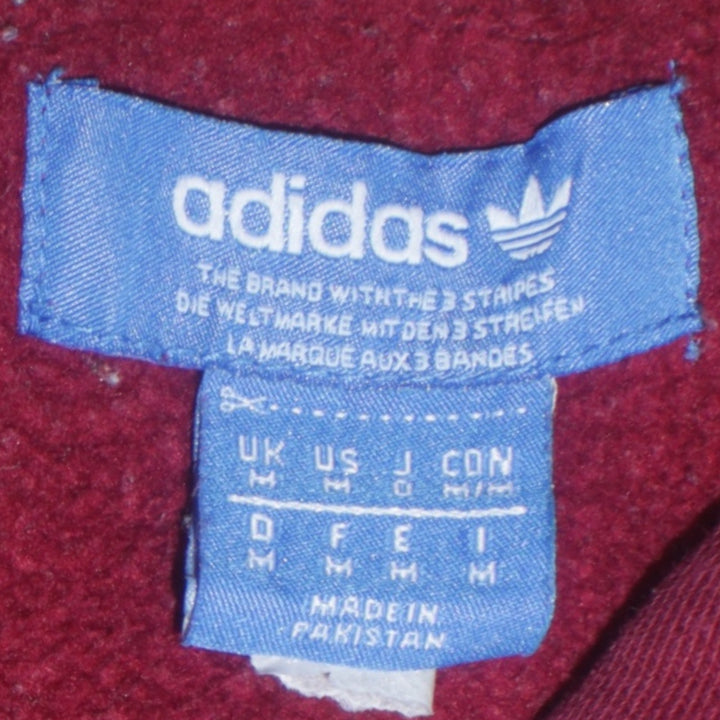 adidas
THE BRAND WITH THE 3 STRIPES
DIE WELTMARKE MIT DEN 3 STREIFEN
LA MARQUE AUX 3 BANDES
UK US J CDN
M M O M/M
D F E I
M M M M
MADE IN
PAKISTAN